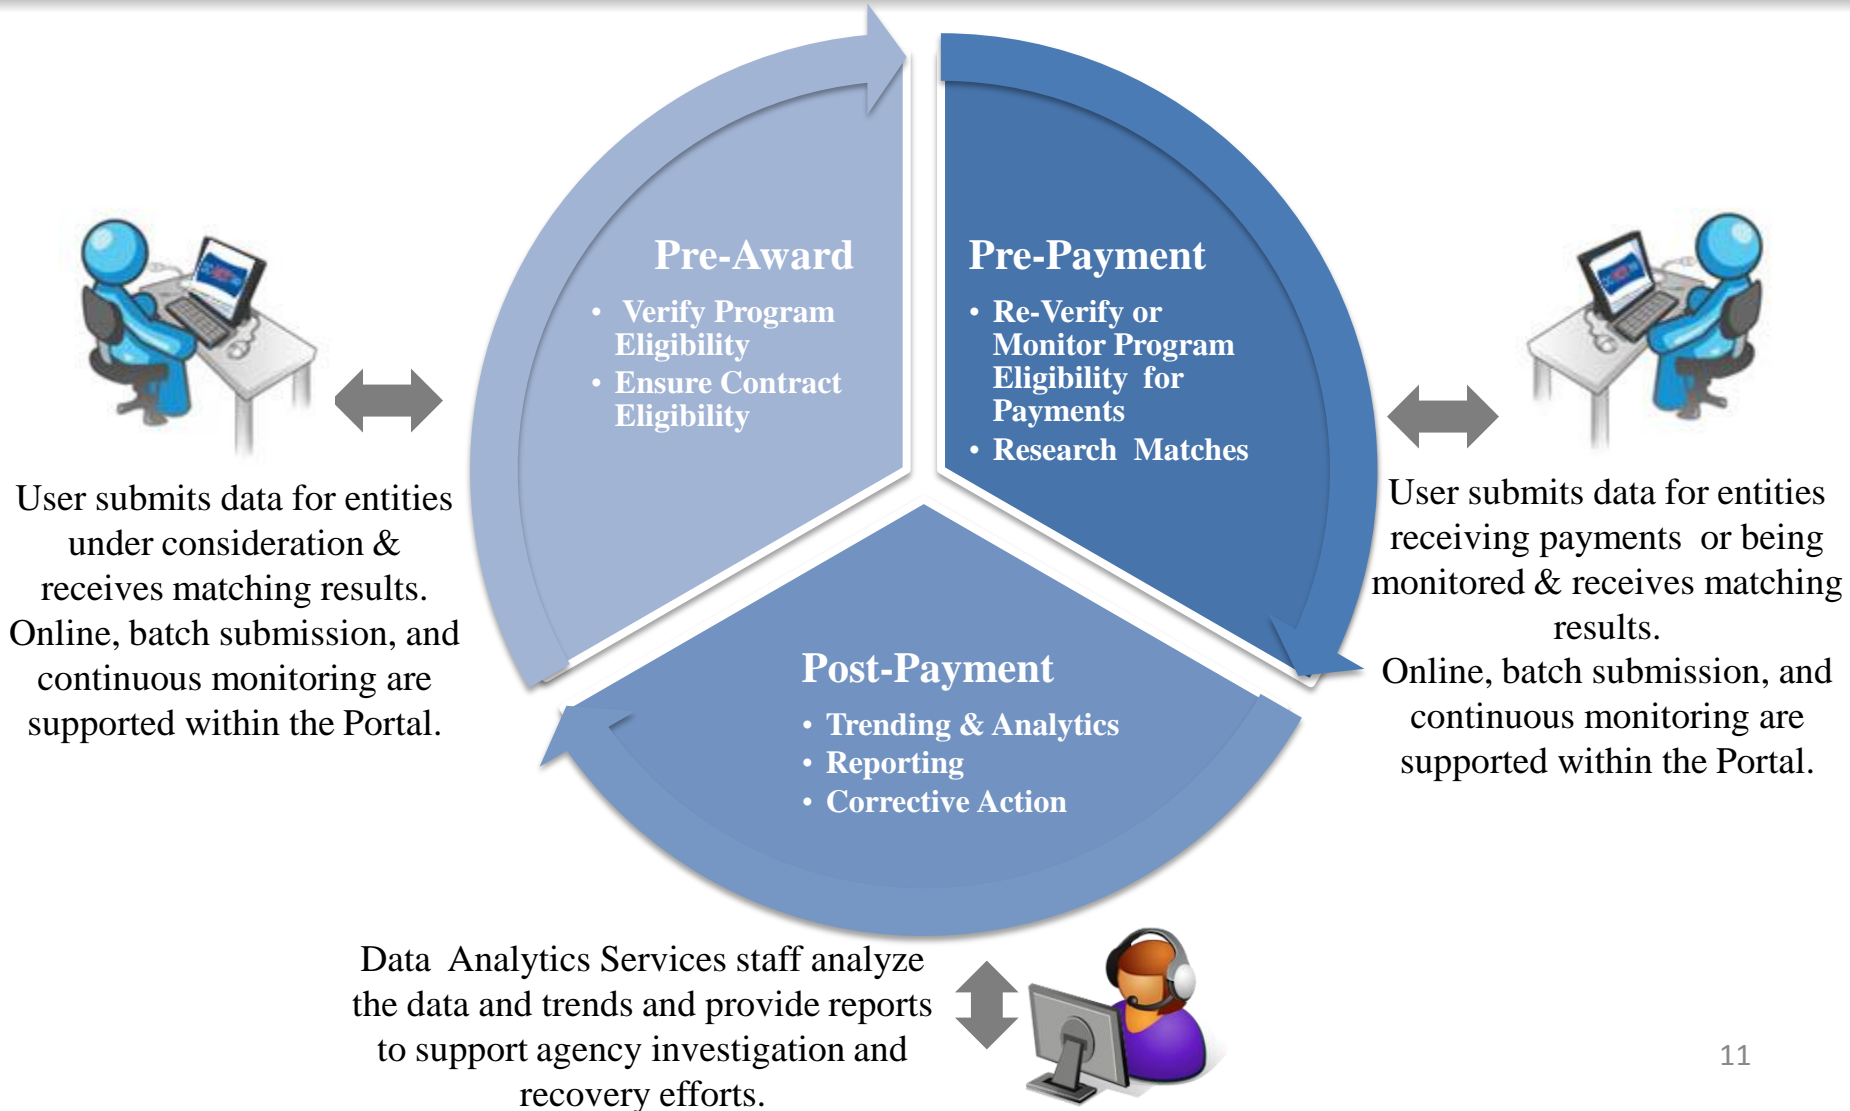 Pre-Award
• Verify Program
Eligibility
• Ensure Contract
Eligibility
Pre-Payment
• Re-Verify or
Monitor Program
Eligibility for
Payments
• Research Matches
User submits data for entities
under consideration &
receives matching results.
Online, batch submission, and
continuous monitoring are
supported within the Portal.
User submits data for entities
receiving payments or being
monitored & receives matching
results.
Online, batch submission, and
continuous monitoring are
supported within the Portal.
Post-Payment
• Trending & Analytics
• Reporting
• Corrective Action
Data Analytics Services staff analyze
the data and trends and provide reports
to support agency investigation and
recovery efforts.
11